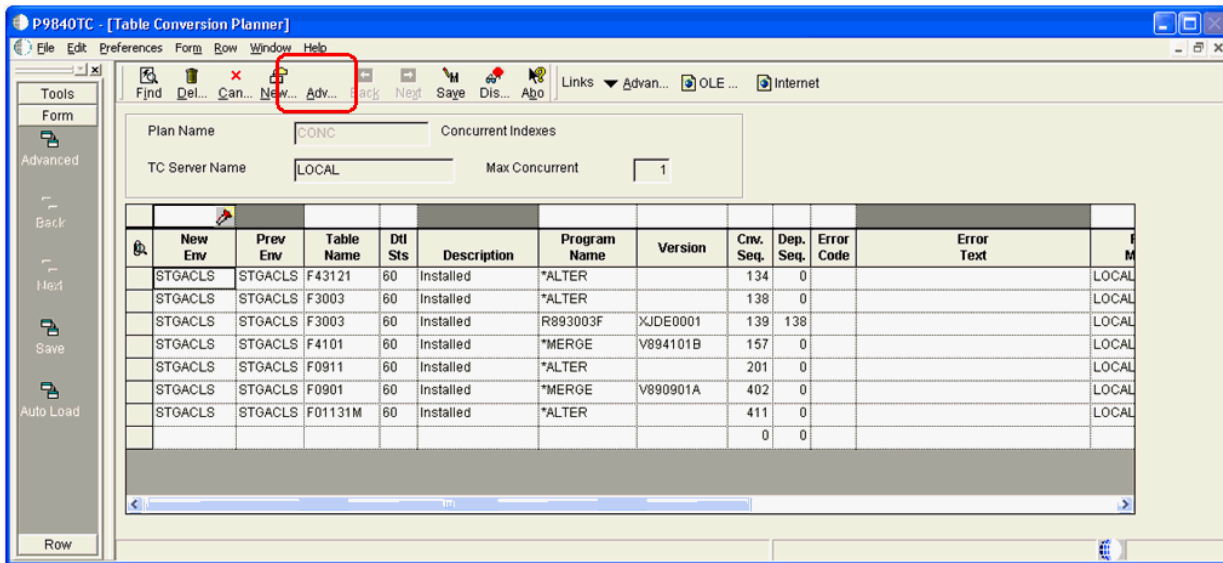 P9840TC - [Table Conversion Planner]
File Edit Preferences Form Row Window Help
Find Del... Can... New... Adv... Back Next Save Dis... Abo Links Advan... OLE ... Internet
Tools
Form
Advanced
Back
Next
Save
Auto Load
Row
Plan Name CONC Concurrent Indexes
TC Server Name LOCAL Max Concurrent 1
New Env Prev Env Table Name Dtl Sts Description Program Name Version Cnv. Seq. Dep. Seq. Error Code Error Text
STGACLS STGACLS F43121 60 Installed *ALTER 134 0 LOCAL
STGACLS STGACLS F3003 60 Installed *ALTER 138 0 LOCAL
STGACLS STGACLS F3003 60 Installed R893003F XJDE0001 139 138 LOCAL
STGACLS STGACLS F4101 60 Installed *MERGE V894101B 157 0 LOCAL
STGACLS STGACLS F0911 60 Installed *ALTER 201 0 LOCAL
STGACLS STGACLS F0901 60 Installed *MERGE V890901A 402 0 LOCAL
STGACLS STGACLS F01131M 60 Installed *ALTER 411 0 LOCAL
0 0